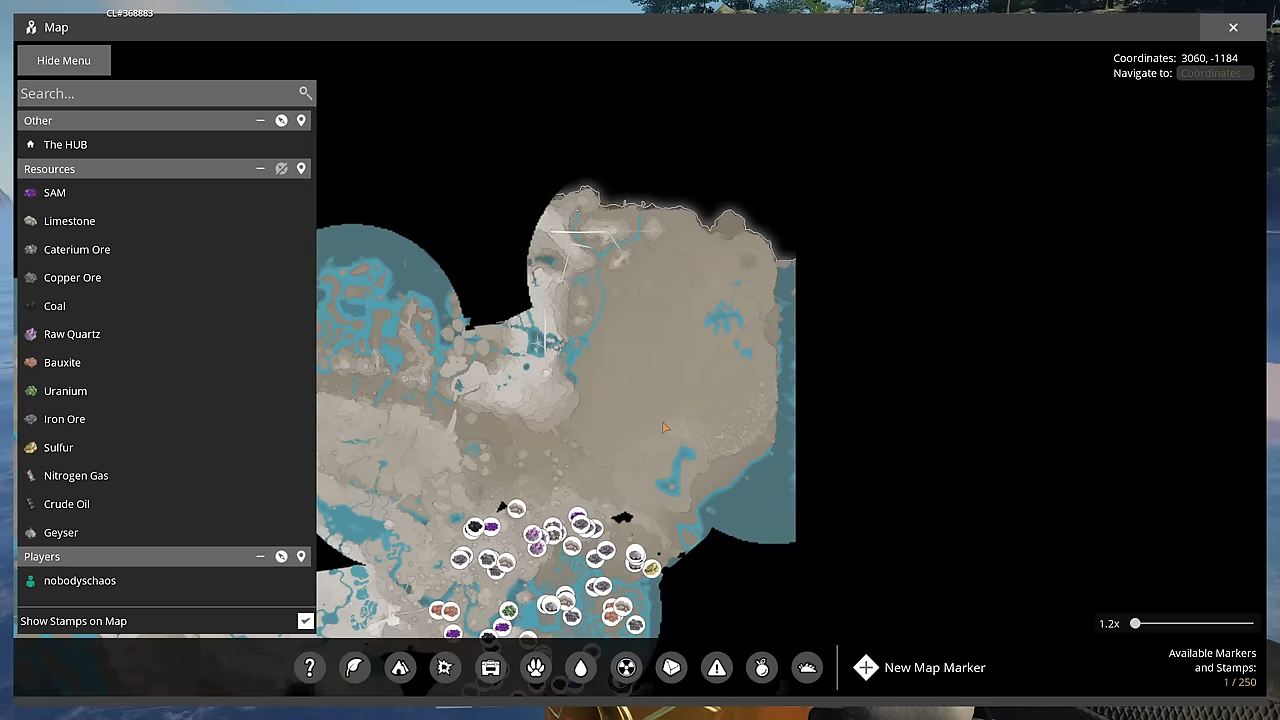 CL#368883
Map
Hide Menu
Coordinates: 3060, -1184
Navigate to: Coordinates...
Search...
Other
The HUB
Resources
SAM
Limestone
Caterium Ore
Copper Ore
Coal
Raw Quartz
Bauxite
Uranium
Iron Ore
Sulfur
Nitrogen Gas
Crude Oil
Geyser
Players
nobodyschaos
Show Stamps on Map
1.2x
New Map Marker
Available Markers
and Stamps:
1 / 250